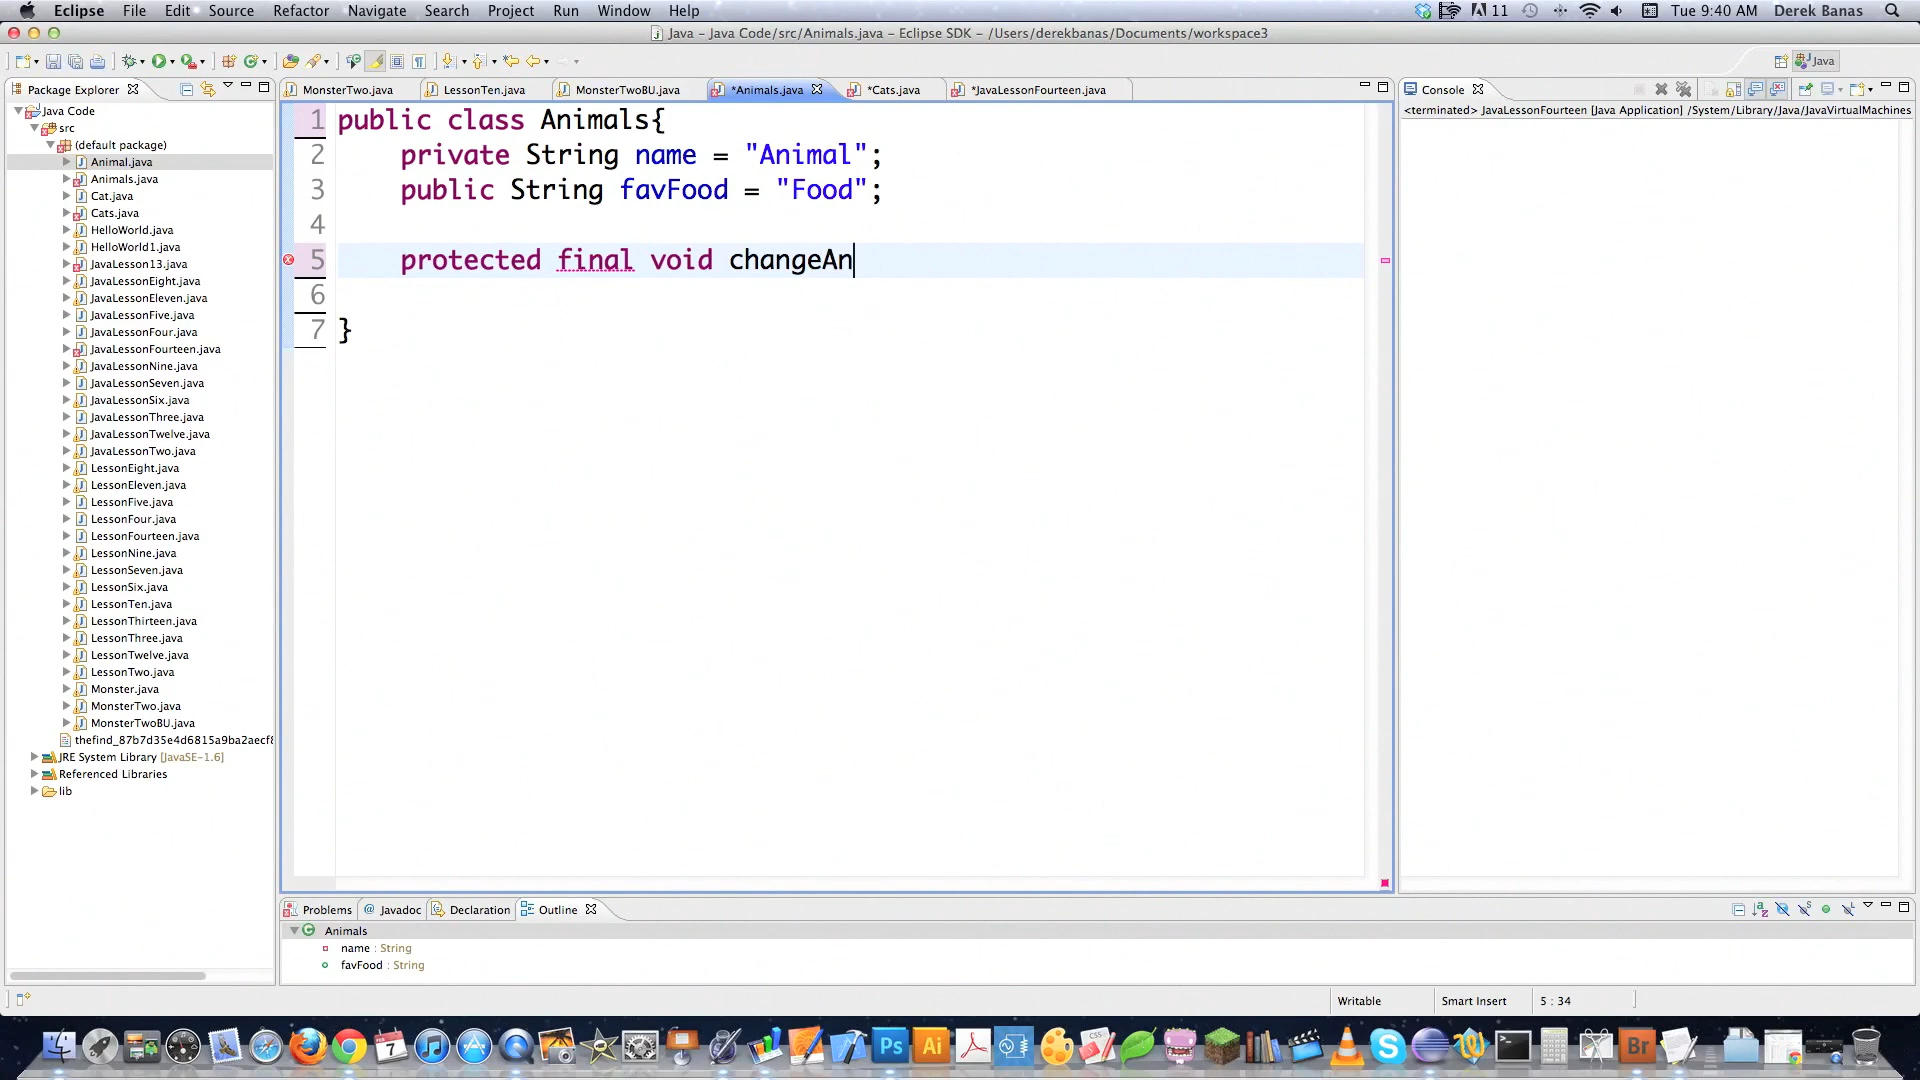 Eclipse File Edit Source Refactor Navigate Search Project Run Window Help
11 Tue 9:40 AM Derek Banas
Java – Java Code/src/Animals.java – Eclipse SDK – /Users/derekbanas/Documents/workspace3
Java
Package Explorer
MonsterTwo.java LessonTen.java MonsterTwoBU.java *Animals.java *Cats.java *JavaLessonFourteen.java
Console
<terminated> JavaLessonFourteen [Java Application] /System/Library/Java/JavaVirtualMachines
Java Code
src
(default package)
Animal.java
Animals.java
Cat.java
Cats.java
HelloWorld.java
HelloWorld1.java
JavaLesson13.java
JavaLessonEight.java
JavaLessonEleven.java
JavaLessonFive.java
JavaLessonFour.java
JavaLessonFourteen.java
JavaLessonNine.java
JavaLessonSeven.java
JavaLessonSix.java
JavaLessonThree.java
JavaLessonTwelve.java
JavaLessonTwo.java
LessonEight.java
LessonEleven.java
LessonFive.java
LessonFour.java
LessonFourteen.java
LessonNine.java
LessonSeven.java
LessonSix.java
LessonTen.java
LessonThirteen.java
LessonThree.java
LessonTwelve.java
LessonTwo.java
Monster.java
MonsterTwo.java
MonsterTwoBU.java
thefind_87b7d35e4d6815a9ba2aecf8
JRE System Library [JavaSE-1.6]
Referenced Libraries
lib
1 public class Animals{
2 private String name = "Animal";
3 public String favFood = "Food";
4
5 protected final void changeAn
6
7 }
Problems @ Javadoc Declaration Outline
Animals
name : String
favFood : String
Writable Smart Insert 5 : 34
7 Ps Ai CSS Br